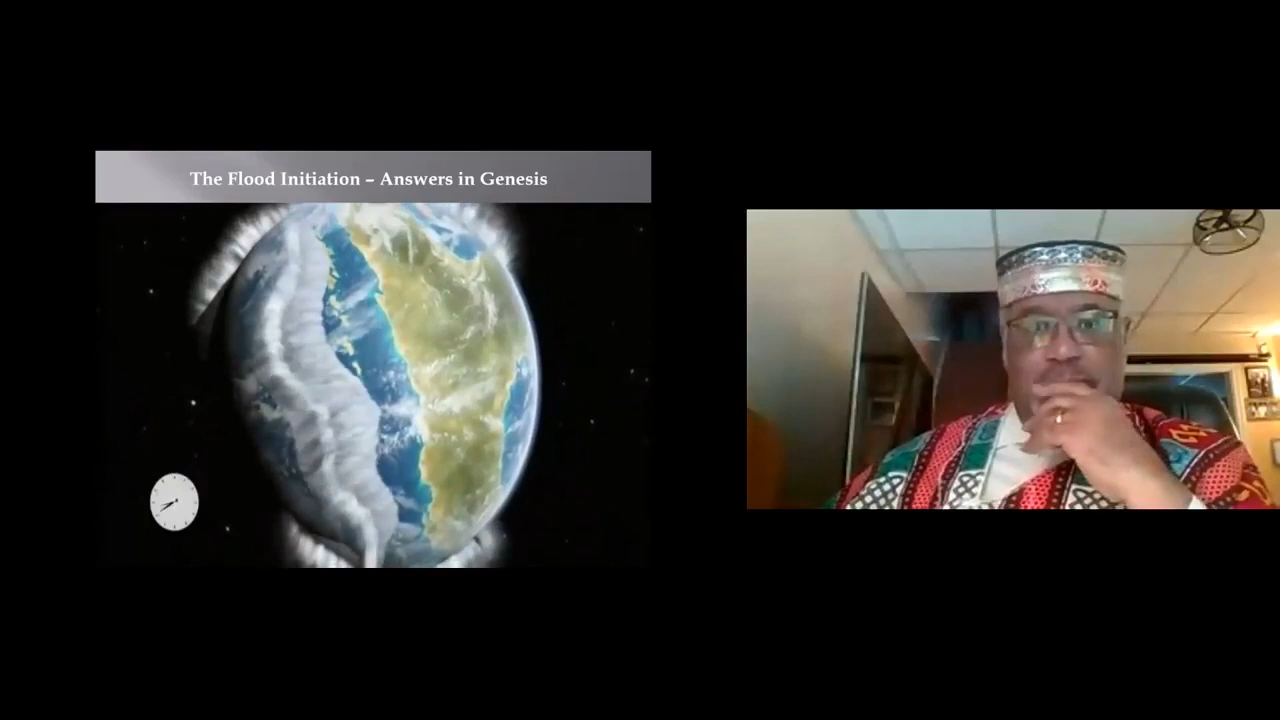 The Flood Initiation – Answers in Genesis